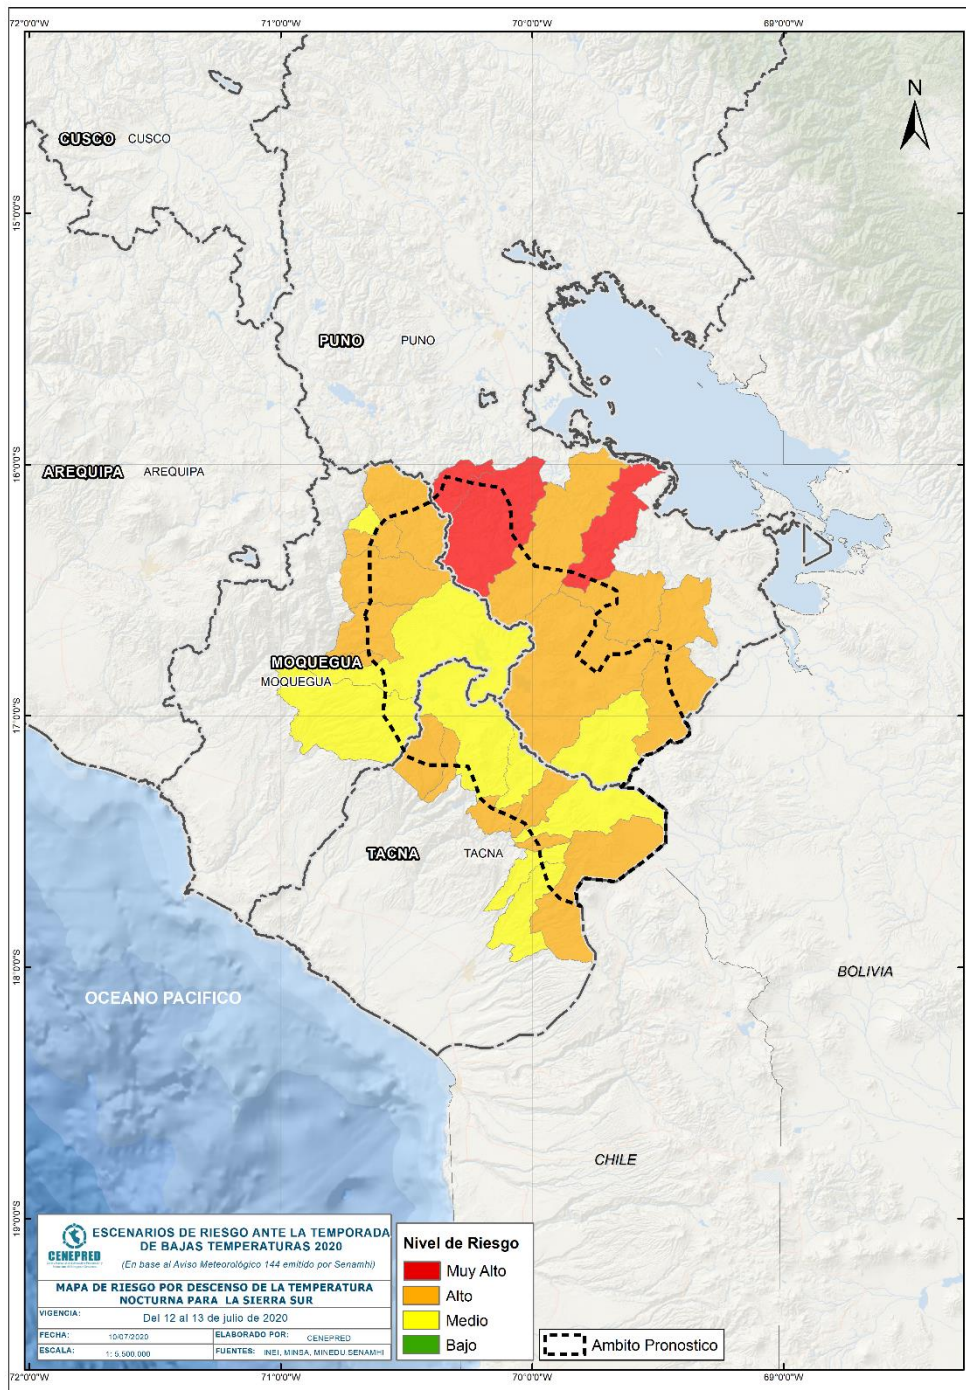 72°0'0"W 71°0'0"W 70°0'0"W 69°0'0"W
N
CUSCO CUSCO
15°0'0"S
PUNO PUNO
16°0'0"S
AREQUIPA AREQUIPA
MOQUEGUA
MOQUEGUA
17°0'0"S
TACNA TACNA
18°0'0"S
BOLIVIA
OCEANO PACIFICO
CHILE
19°0'0"S
CENEPRED
ESCENARIOS DE RIESGO ANTE LA TEMPORADA
DE BAJAS TEMPERATURAS 2020
(En base al Aviso Meteorológico 144 emitido por Senamhi)
MAPA DE RIESGO POR DESCENSO DE LA TEMPERATURA
NOCTURNA PARA LA SIERRA SUR
VIGENCIA:
Del 12 al 13 de julio de 2020
FECHA: 10/07/2020 ELABORADO POR: CENEPRED
ESCALA: 1: 5,500,000 FUENTES: INEI, MINSA, MINEDU, SENAMHI
Nivel de Riesgo
Muy Alto
Alto
Medio
Bajo
Ambito Pronostico
72°0'0"W 71°0'0"W 70°0'0"W 69°0'0"W